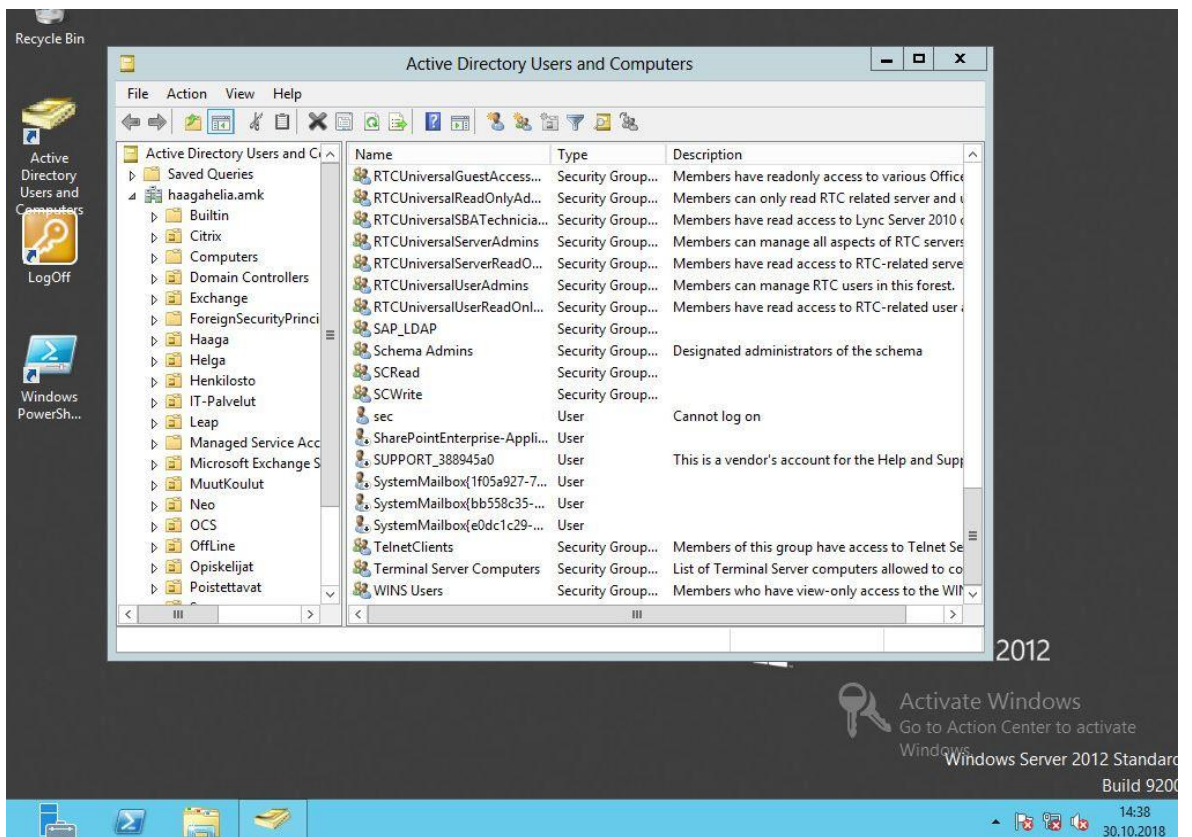 Recycle Bin
Active
Directory
Users and
Computers
LogOff
Windows
PowerSh...
Active Directory Users and Computers
File Action View Help
Active Directory Users and C
Saved Queries
haagahelia.amk
Builtin
Citrix
Computers
Domain Controllers
Exchange
ForeignSecurityPrinci
Haaga
Helga
Henkilosto
IT-Palvelut
Leap
Managed Service Acc
Microsoft Exchange S
MuutKoulut
Neo
OCS
OffLine
Opiskelijat
Poistettavat
Name Type Description
RTCUniversalGuestAccess... Security Group... Members have readonly access to various Office
RTCUniversalReadOnlyAd... Security Group... Members can only read RTC related server and
RTCUniversalSBATechnicia... Security Group... Members have read access to Lync Server 2010
RTCUniversalServerAdmins Security Group... Members can manage all aspects of RTC servers
RTCUniversalServerReadO... Security Group... Members have read access to RTC-related serve
RTCUniversalUserAdmins Security Group... Members can manage RTC users in this forest.
RTCUniversalUserReadOnl... Security Group... Members have read access to RTC-related user
SAP_LDAP Security Group...
Schema Admins Security Group... Designated administrators of the schema
SCRead Security Group...
SCWrite Security Group...
sec User Cannot log on
SharePointEnterprise-Appli... User
SUPPORT_388945a0 User This is a vendor's account for the Help and Supp
SystemMailbox{1f05a927-7... User
SystemMailbox{bb558c35-... User
SystemMailbox{e0dc1c29-... User
TelnetClients Security Group... Members of this group have access to Telnet Se
Terminal Server Computers Security Group... List of Terminal Server computers allowed to co
WINS Users Security Group... Members who have view-only access to the WIN
2012
Activate Windows
Go to Action Center to activate
Windows.
Windows Server 2012 Standard
Build 9200
14:38
30.10.2018